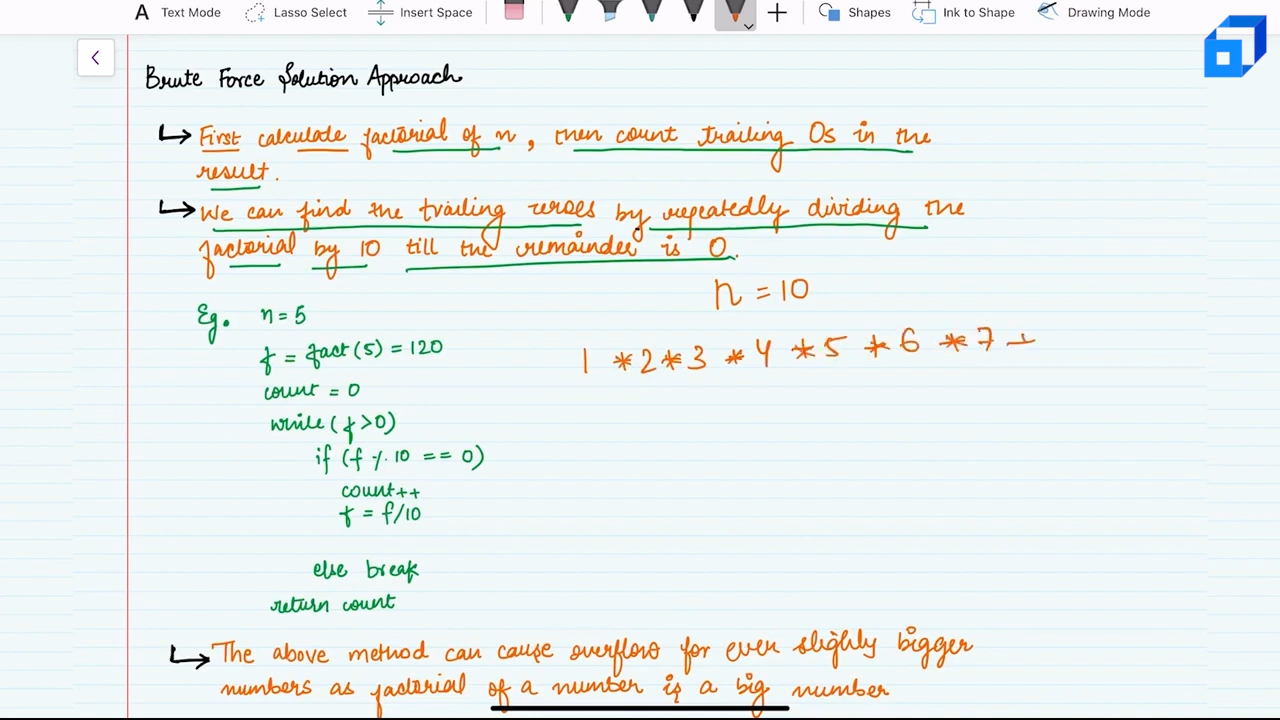 Text Mode
Lasso Select
Insert Space
Shapes
Ink to Shape
Drawing Mode
Brute Force Solution Approach
First calculate factorial of n, then count trailing 0s in the
result.
We can find the trailing zeroes by repeatedly dividing the
factorial by 10 till the remainder is 0.
n = 10
Eg. n = 5
f = fact(5) = 120
1 * 2 * 3 * 4 * 5 * 6 * 7
count = 0
while (f > 0)
if (f % 10 == 0)
count++
f = f/10
else break
return count
The above method can cause overflow for even slightly bigger
numbers as factorial of a number is a big number